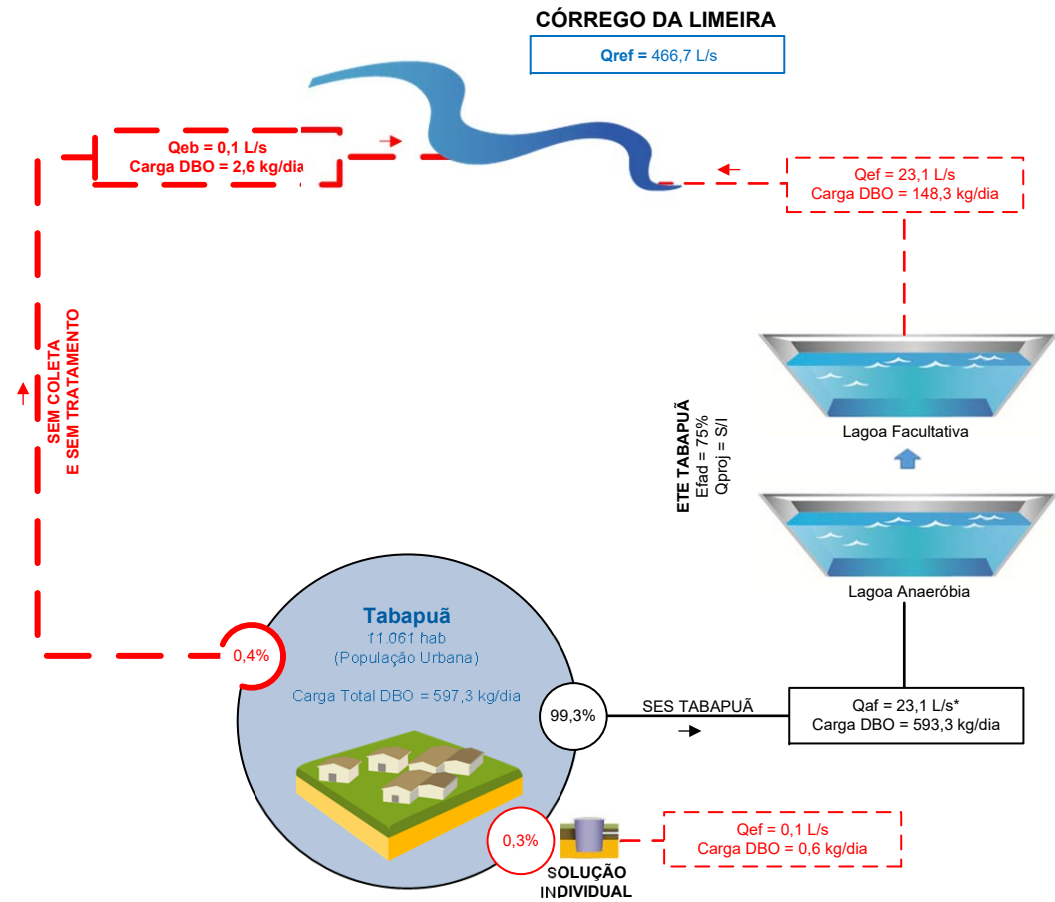 CÓRREGO DA LIMEIRA
Qref = 466,7 L/s
Qeb = 0,1 L/s
Carga DBO = 2,6 kg/dia
Qef = 23,1 L/s
Carga DBO = 148,3 kg/dia
SEM COLETA
E SEM TRATAMENTO
Lagoa Facultativa
ETE TABAPUÃ
Efad = 75%
Qproj = S/I
Lagoa Anaeróbia
Tabapuã
11.061 hab
(População Urbana)
Carga Total DBO = 597,3 kg/dia
0,4%
99,3%
SES TABAPUÃ
Qaf = 23,1 L/s*
Carga DBO = 593,3 kg/dia
0,3%
Qef = 0,1 L/s
Carga DBO = 0,6 kg/dia
SOLUÇÃO
INDIVIDUAL